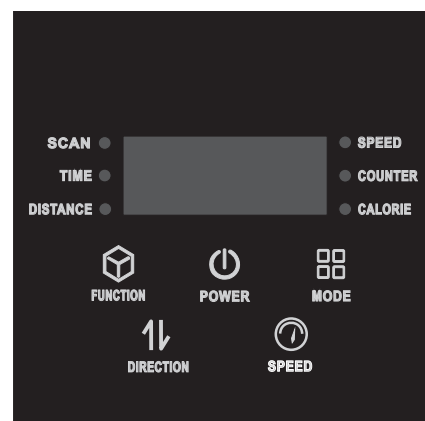 SCAN SPEED
TIME COUNTER
DISTANCE CALORIE
FUNCTION POWER MODE
DIRECTION SPEED